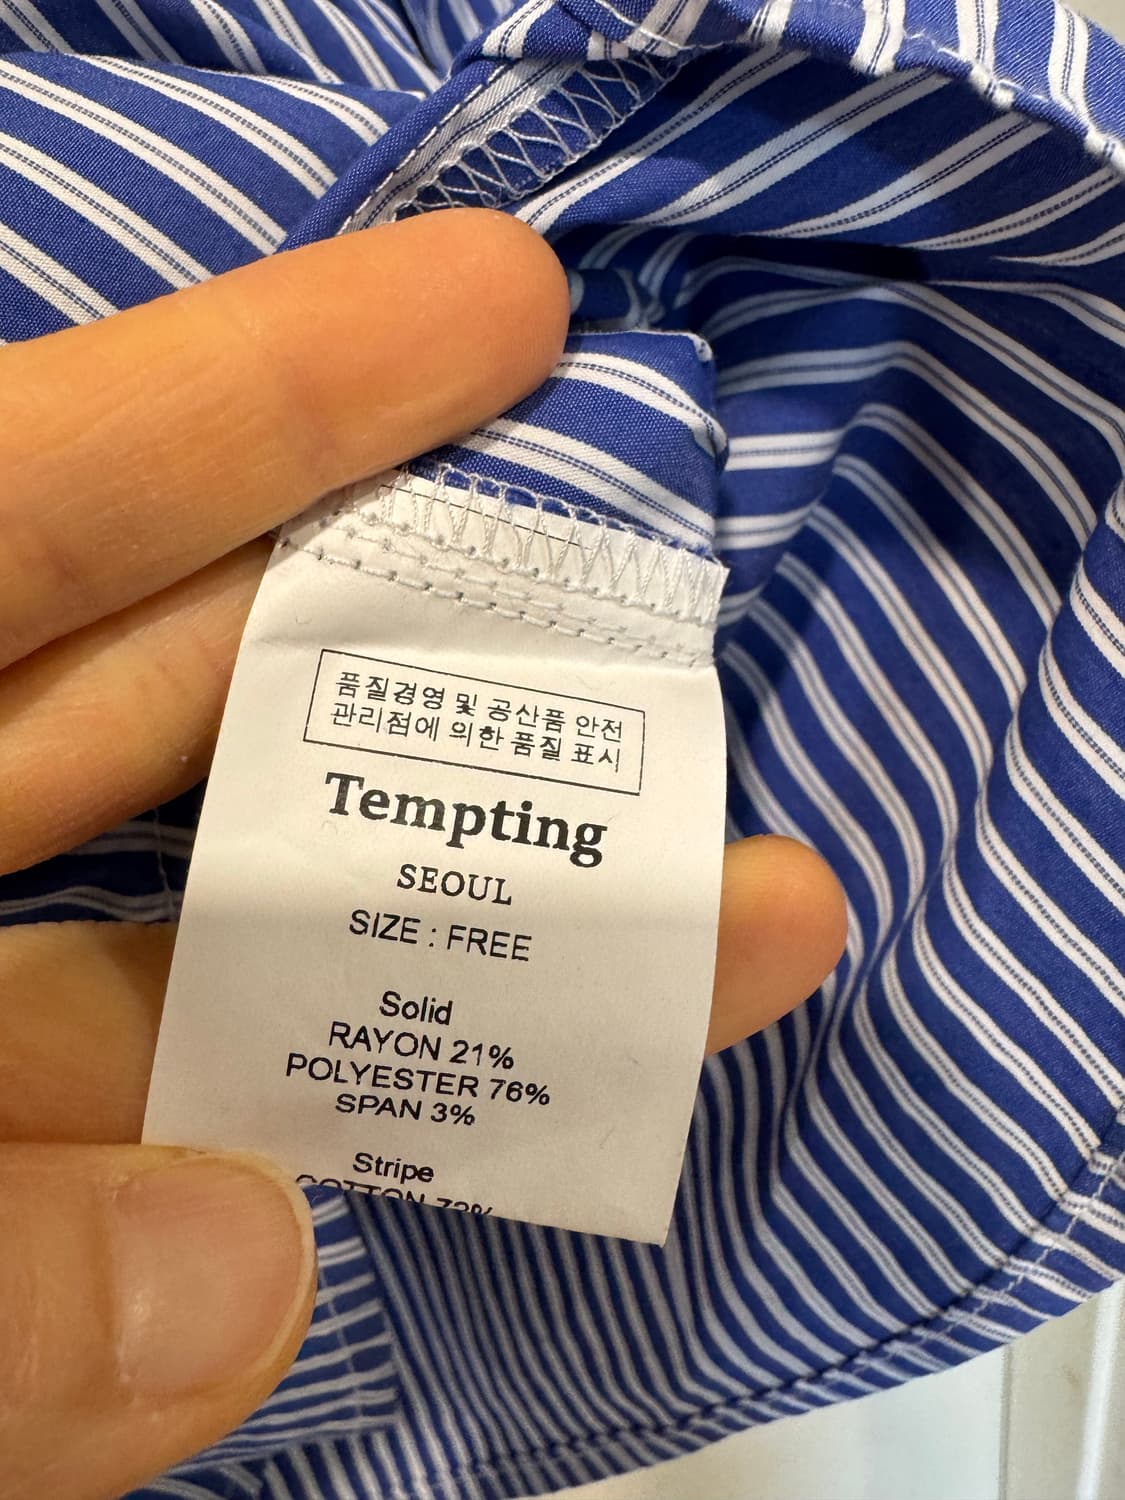 품질경영 및 공산품 안전
관리점에 의한 품질 표시
Tempting
SEOUL
SIZE : FREE
Solid
RAYON 21%
POLYESTER 76%
SPAN 3%
Stripe
COTTON